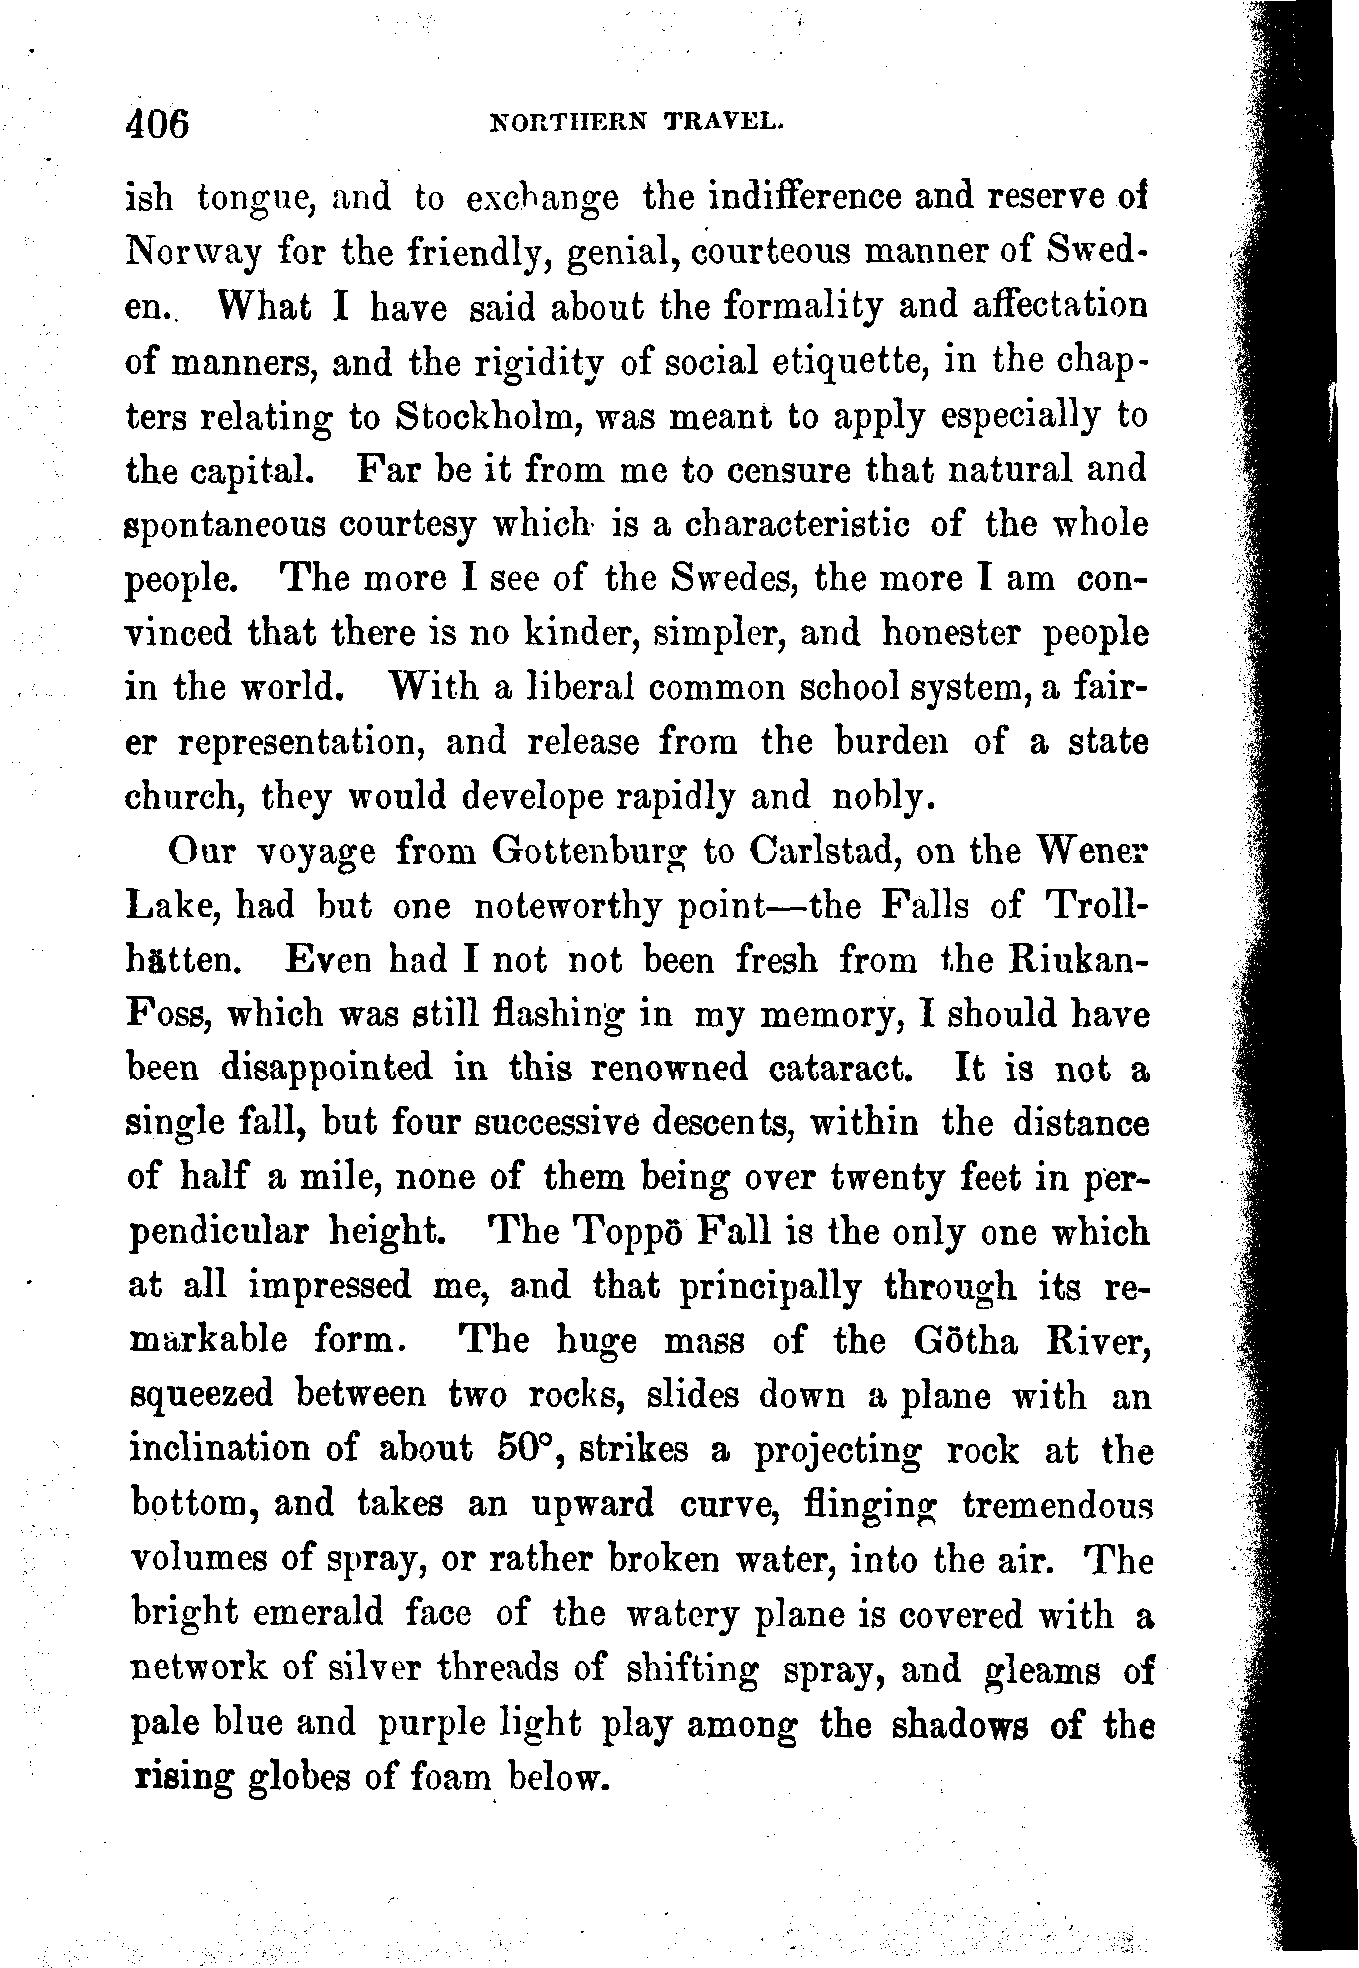 406 NORTHERN TRAVEL.
ish tongue, and to exchange the indifference and reserve of
Norway for the friendly, genial, courteous manner of Swed-
en. What I have said about the formality and affectation
of manners, and the rigidity of social etiquette, in the chap-
ters relating to Stockholm, was meant to apply especially to
the capital. Far be it from me to censure that natural and
spontaneous courtesy which is a characteristic of the whole
people. The more I see of the Swedes, the more I am con-
vinced that there is no kinder, simpler, and honester people
in the world. With a liberal common school system, a fair-
er representation, and release from the burden of a state
church, they would develope rapidly and nobly.
Our voyage from Gottenburg to Carlstad, on the Wener
Lake, had but one noteworthy point—the Falls of Troll-
hätten. Even had I not not been fresh from the Riukan-
Foss, which was still flashing in my memory, I should have
been disappointed in this renowned cataract. It is not a
single fall, but four successive descents, within the distance
of half a mile, none of them being over twenty feet in per-
pendicular height. The Toppö Fall is the only one which
at all impressed me, and that principally through its re-
markable form. The huge mass of the Götha River,
squeezed between two rocks, slides down a plane with an
inclination of about 50°, strikes a projecting rock at the
bottom, and takes an upward curve, flinging tremendous
volumes of spray, or rather broken water, into the air. The
bright emerald face of the watery plane is covered with a
network of silver threads of shifting spray, and gleams of
pale blue and purple light play among the shadows of the
rising globes of foam below.